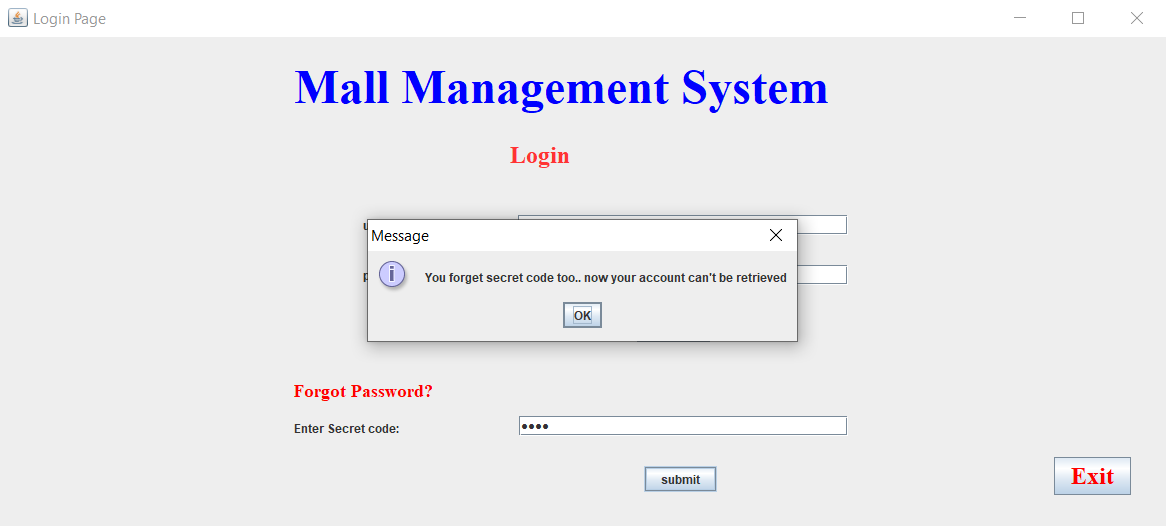 Login Page
Mall Management System
Login
Message
You forget secret code too.. now your account can't be retrieved
OK
Forgot Password?
Enter Secret code:
submit
Exit